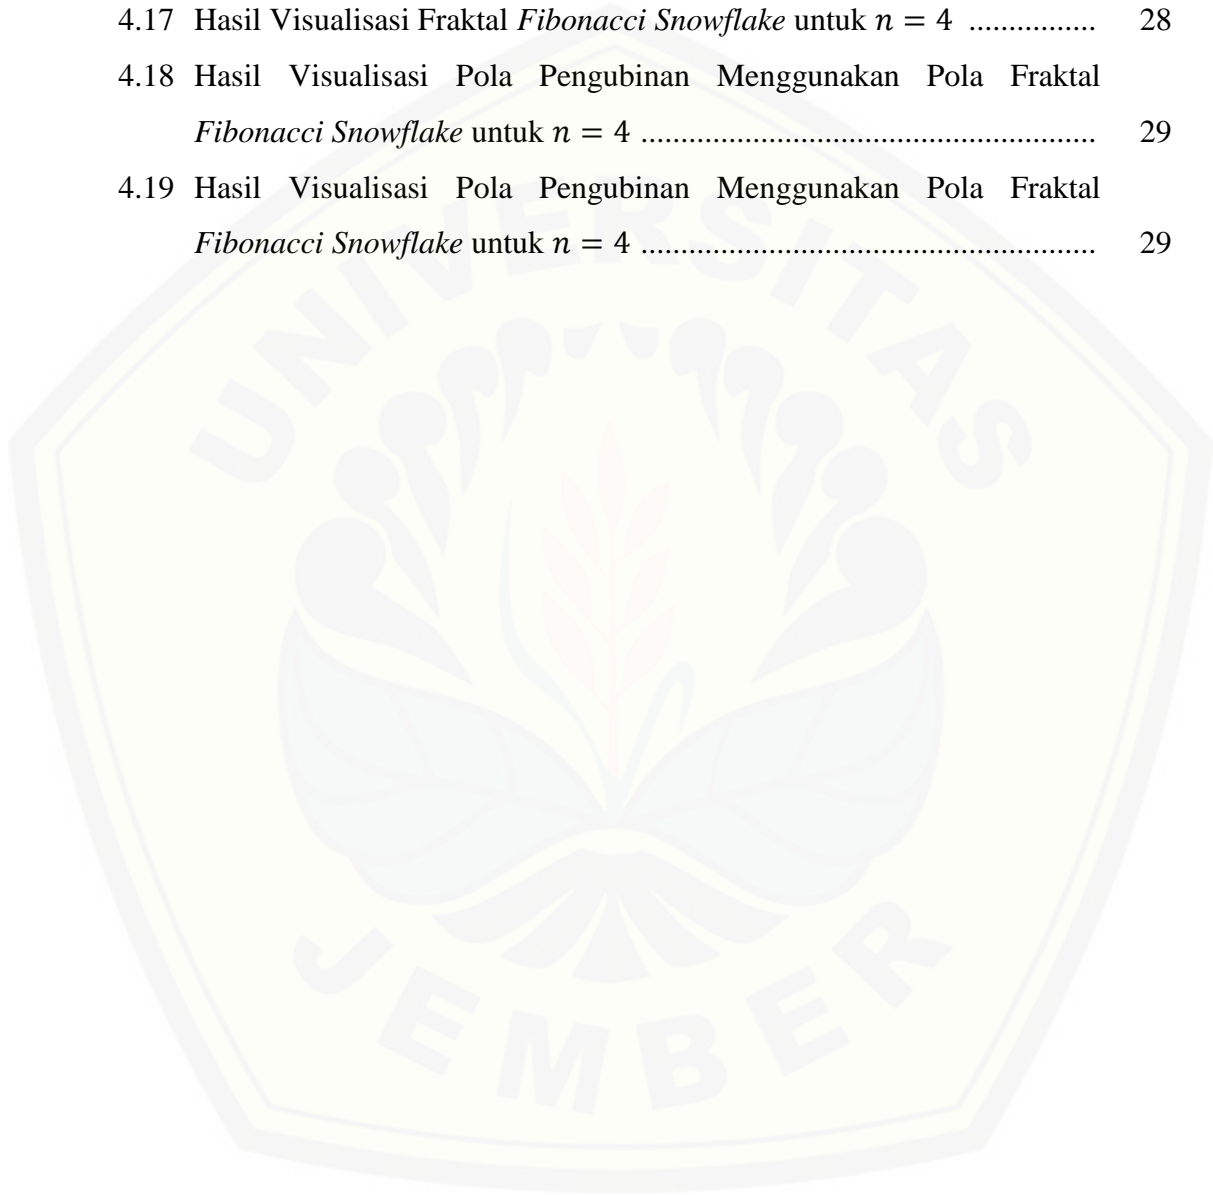 4.17 Hasil Visualisasi Fraktal Fibonacci Snowflake untuk n = 4 ................ 28
4.18 Hasil Visualisasi Pola Pengubinan Menggunakan Pola Fraktal
Fibonacci Snowflake untuk n = 4 ......................................................... 29
4.19 Hasil Visualisasi Pola Pengubinan Menggunakan Pola Fraktal
Fibonacci Snowflake untuk n = 4 ......................................................... 29
UNIVERSITAS
JEMBER